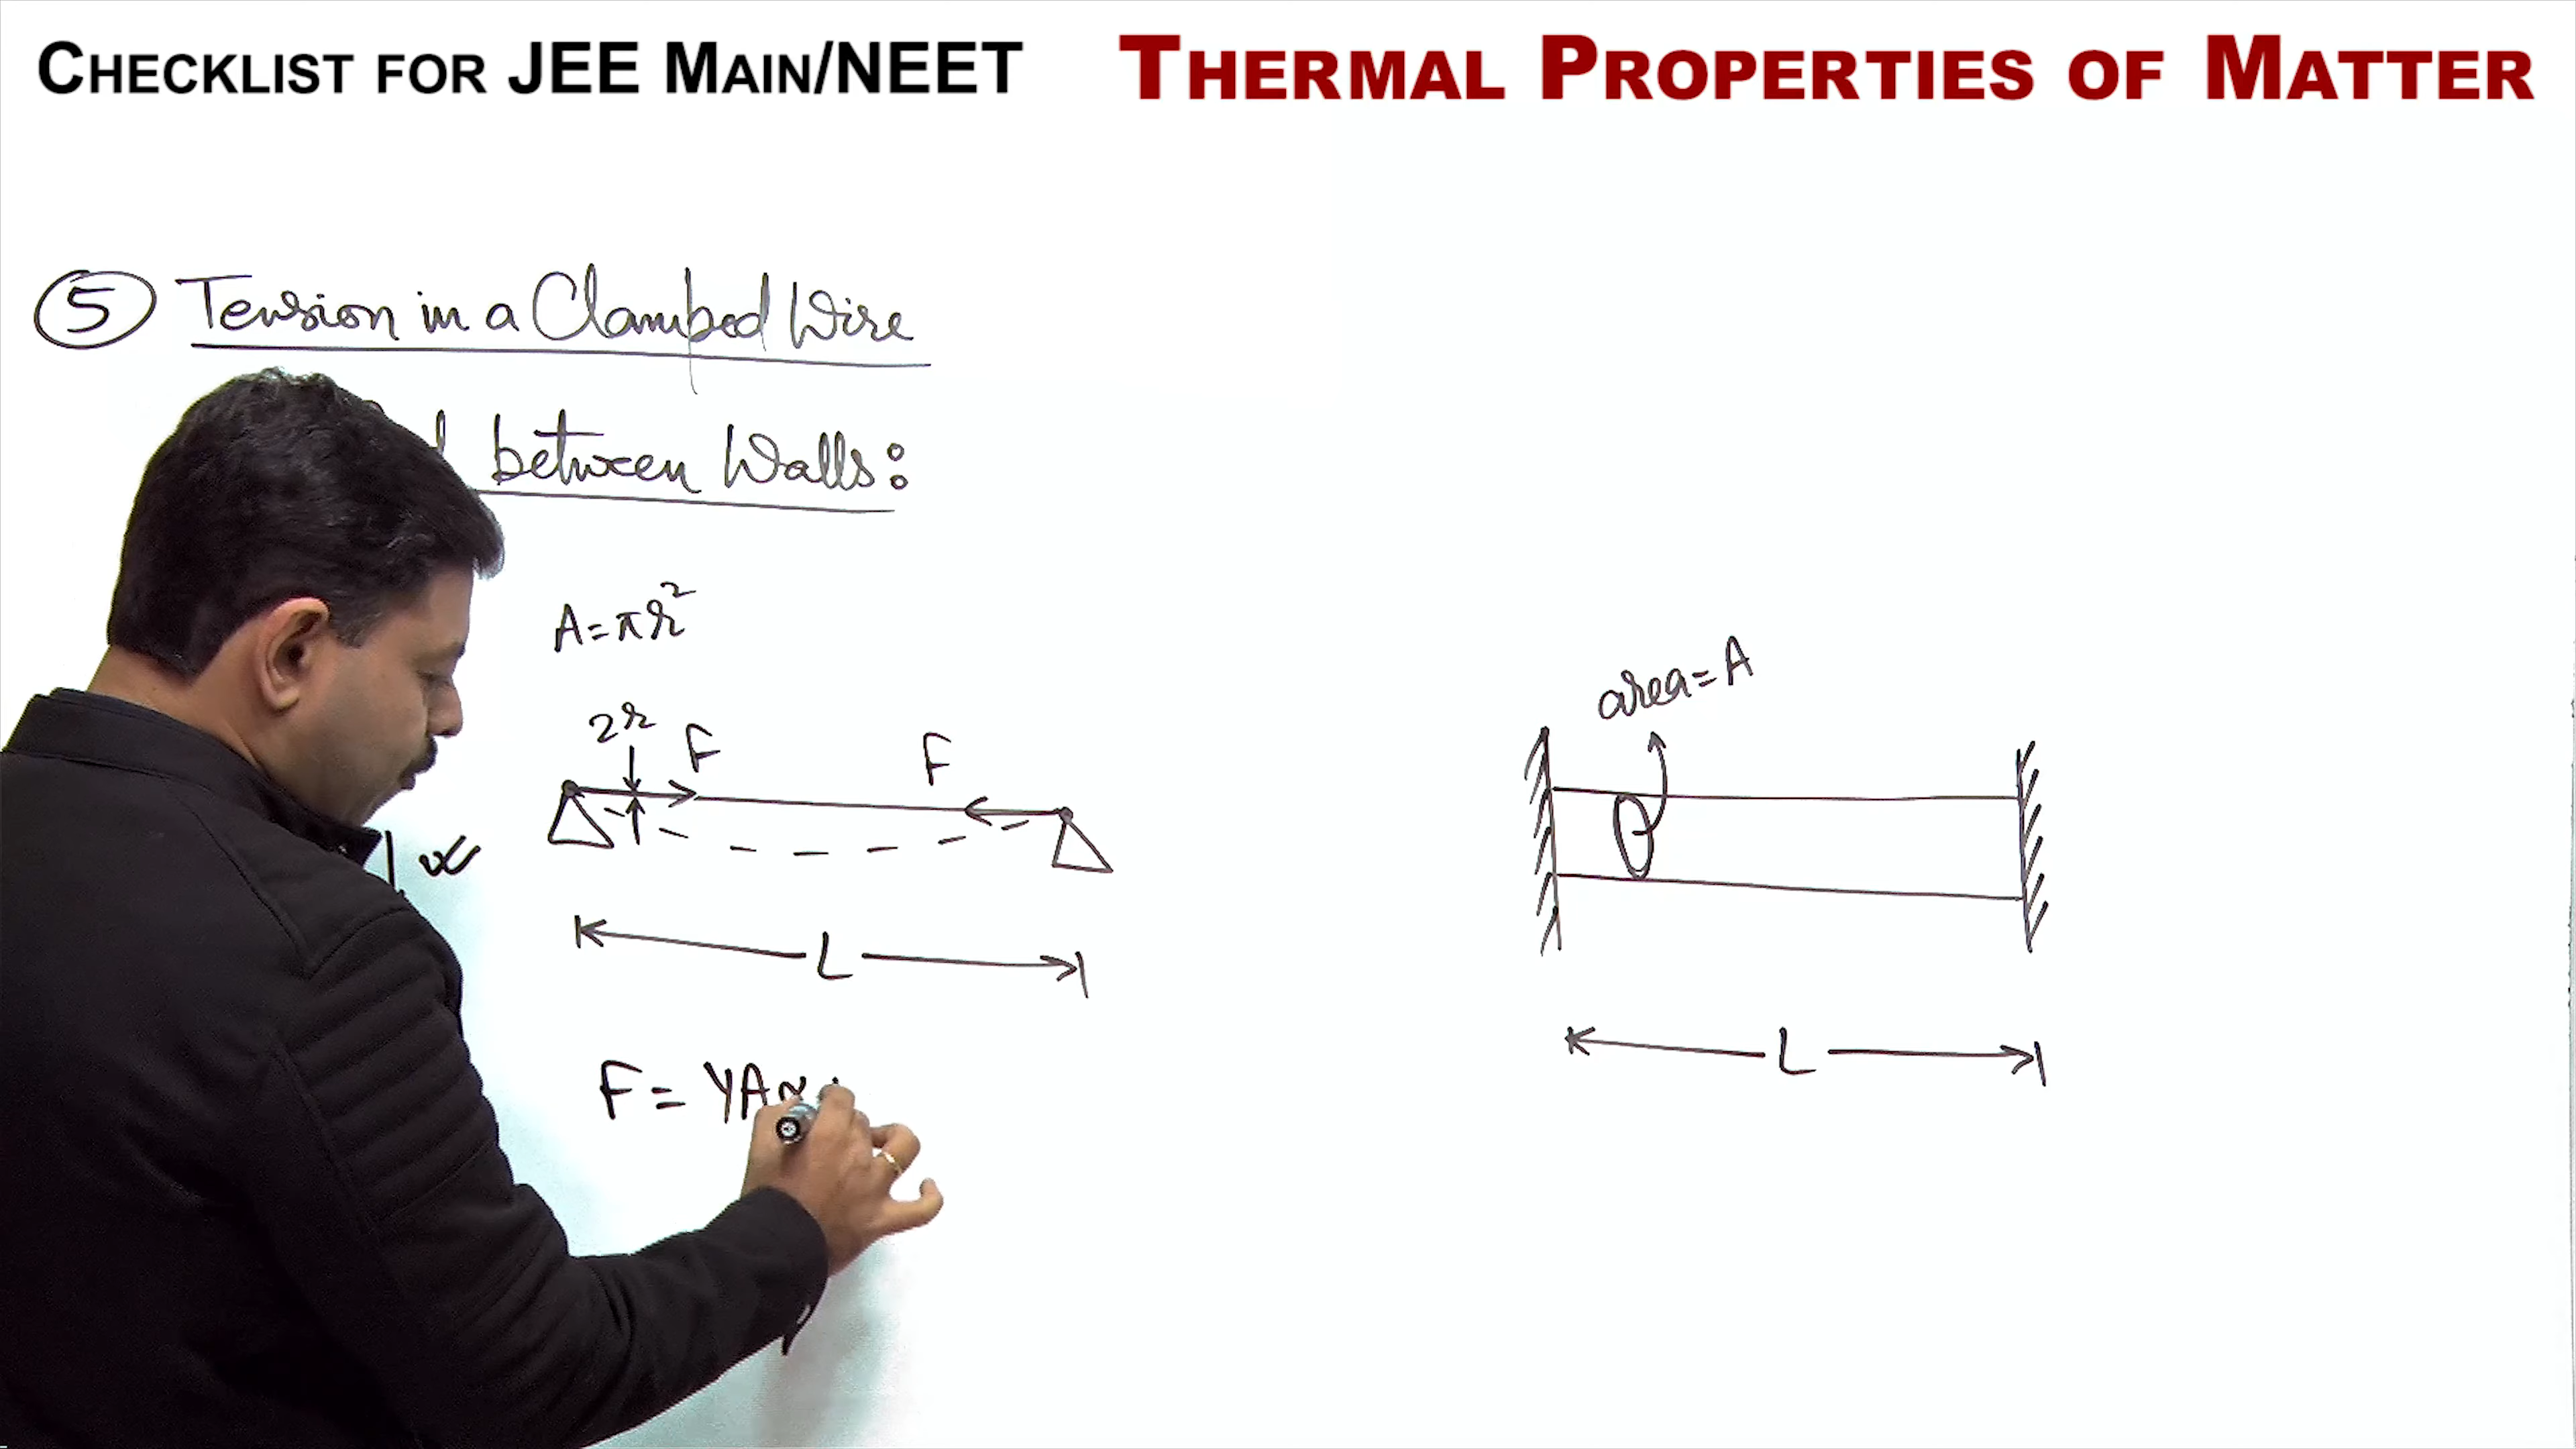 CHECKLIST FOR JEE MAIN/NEET THERMAL PROPERTIES OF MATTER
5 Tension in a Clamped Wire
between Walls:
A = πr²
2r
F F
α
L
F = YAα
area = A
L